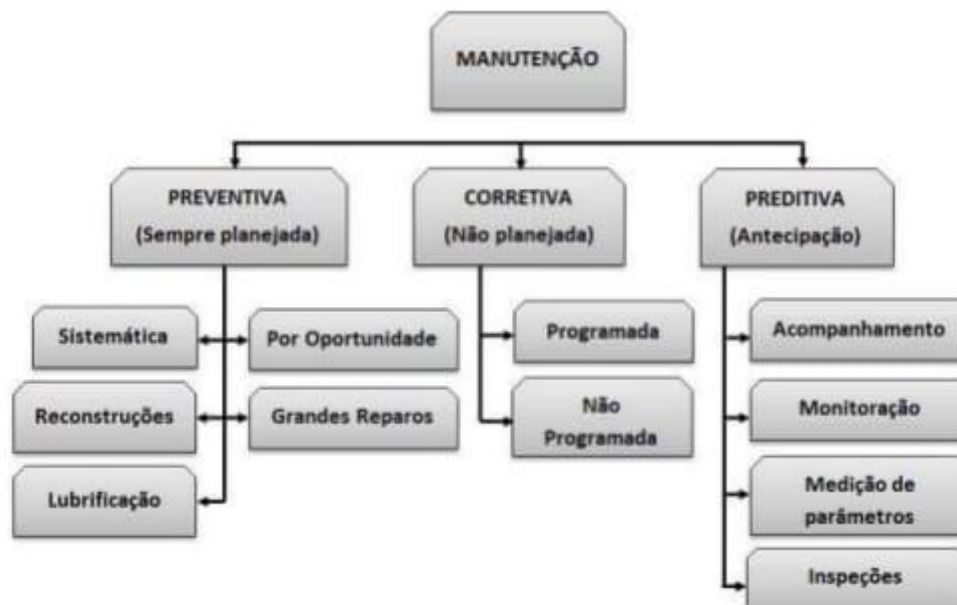 MANUTENÇÃO
PREVENTIVA
(Sempre planejada)
CORRETIVA
(Não planejada)
PREDITIVA
(Antecipação)
Sistemática
Por Oportunidade
Reconstruções
Grandes Reparos
Lubrificação
Programada
Não
Programada
Acompanhamento
Monitoração
Medição de
parâmetros
Inspeções